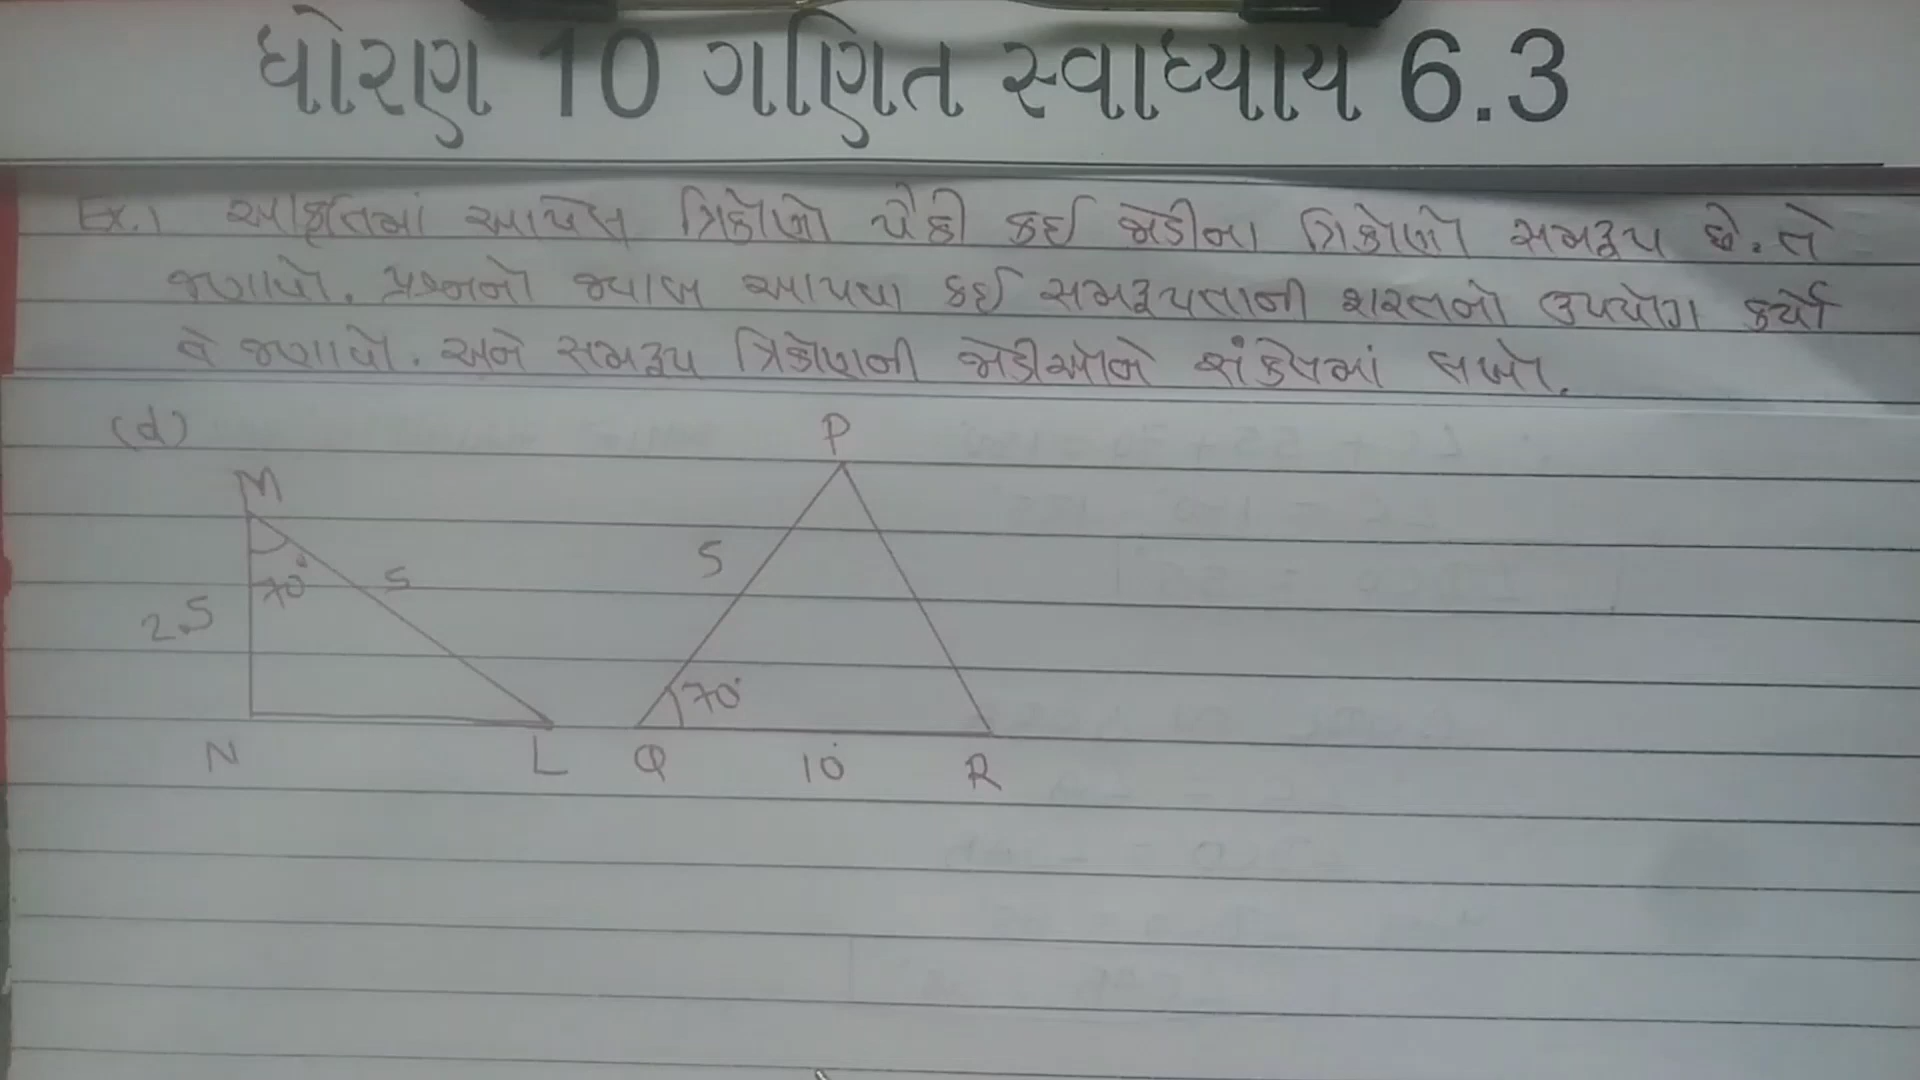 ધોરણ 10 ગણિત સ્વાધ્યાય 6.3
Ex.1 આકૃતિમાં આપેલ ત્રિકોણો પૈકી કઈ જોડીના ત્રિકોણો સમરૂપ છે. તે
જણાવો. પ્રશ્નનો જવાબ આપવા કઈ સમરૂપતાની શરતનો ઉપયોગ કર્યો
તે જણાવો. અને સમરૂપ ત્રિકોણની જોડીઓને સંકેતમાં લખો.
(d)
M P
2.5 70° 5 5 70°
N L Q 10 R